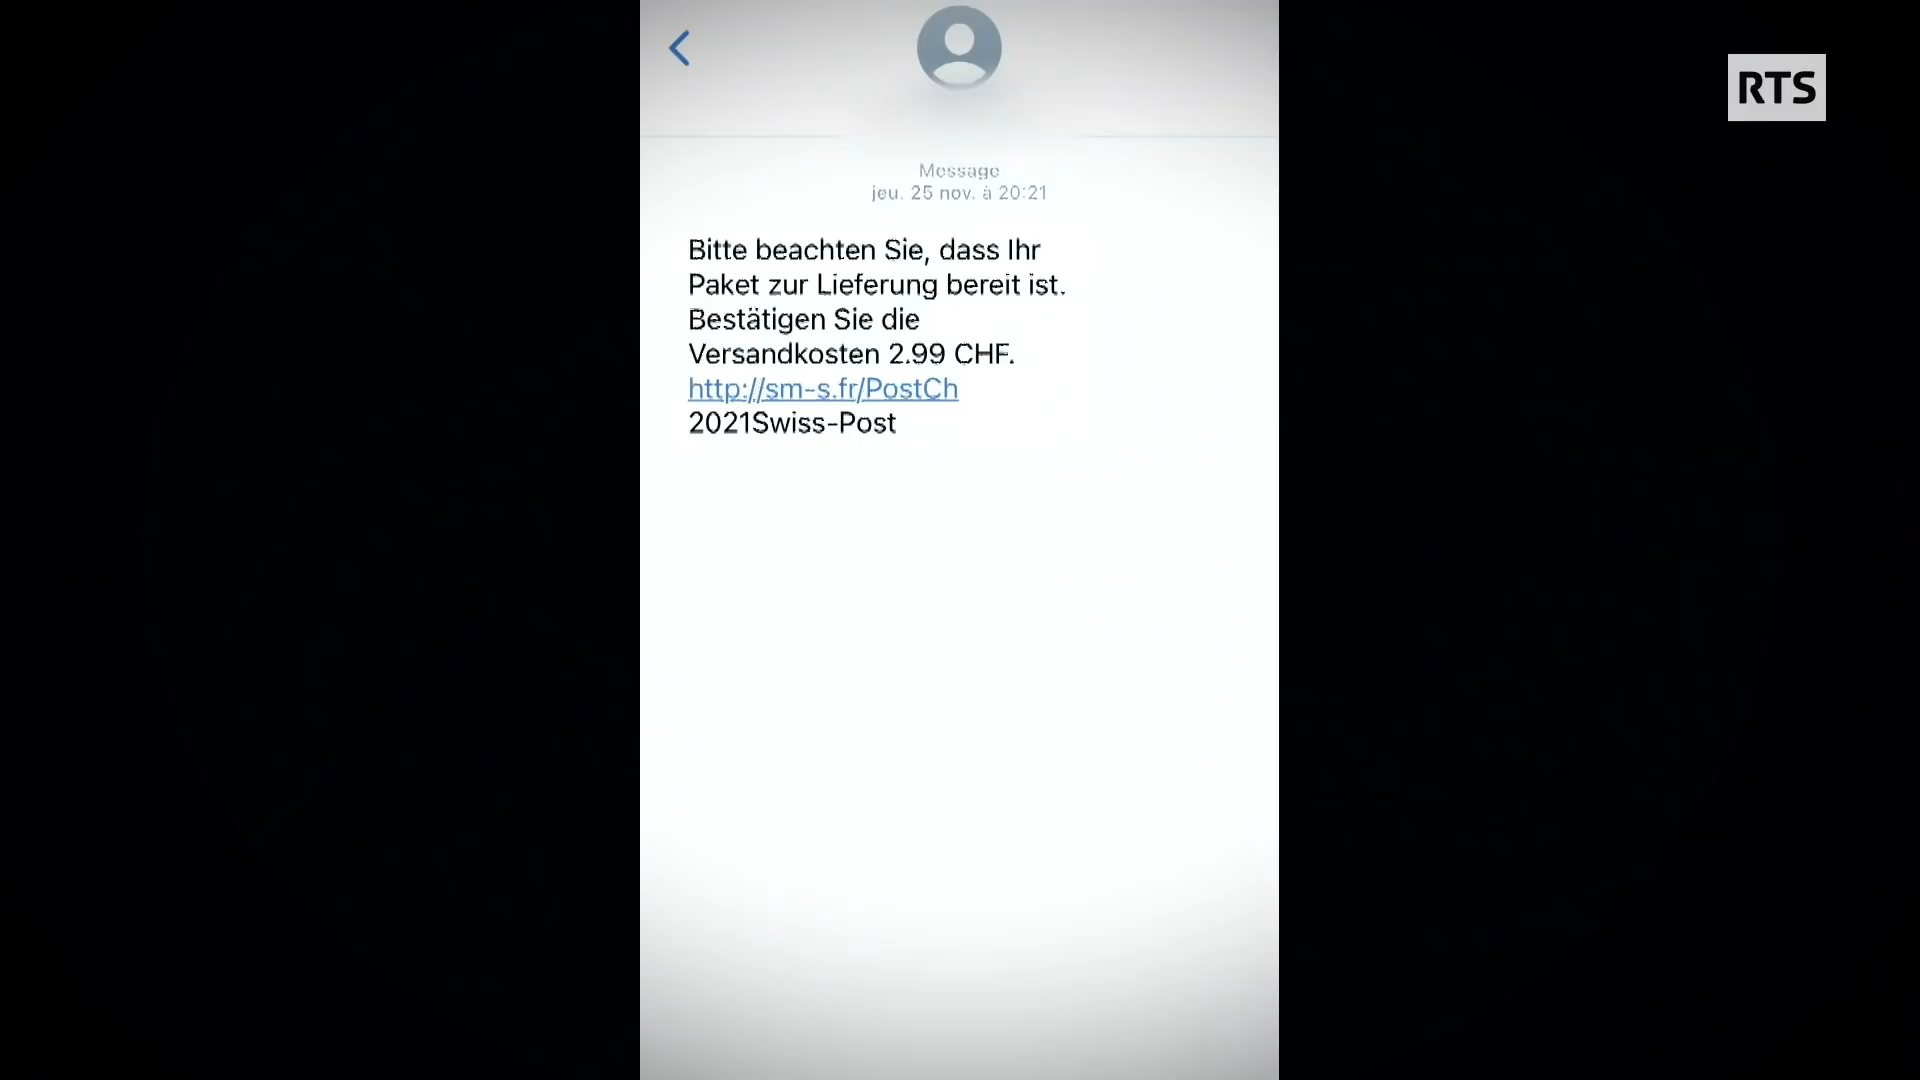 RTS
Message
jeu. 25 nov. à 20:21
Bitte beachten Sie, dass Ihr
Paket zur Lieferung bereit ist.
Bestätigen Sie die
Versandkosten 2.99 CHF.
http://sm-s.fr/PostCh
2021Swiss-Post